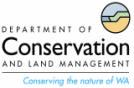 DEPARTMENT OF
Conservation
AND LAND MANAGEMENT
Conserving the nature of WA